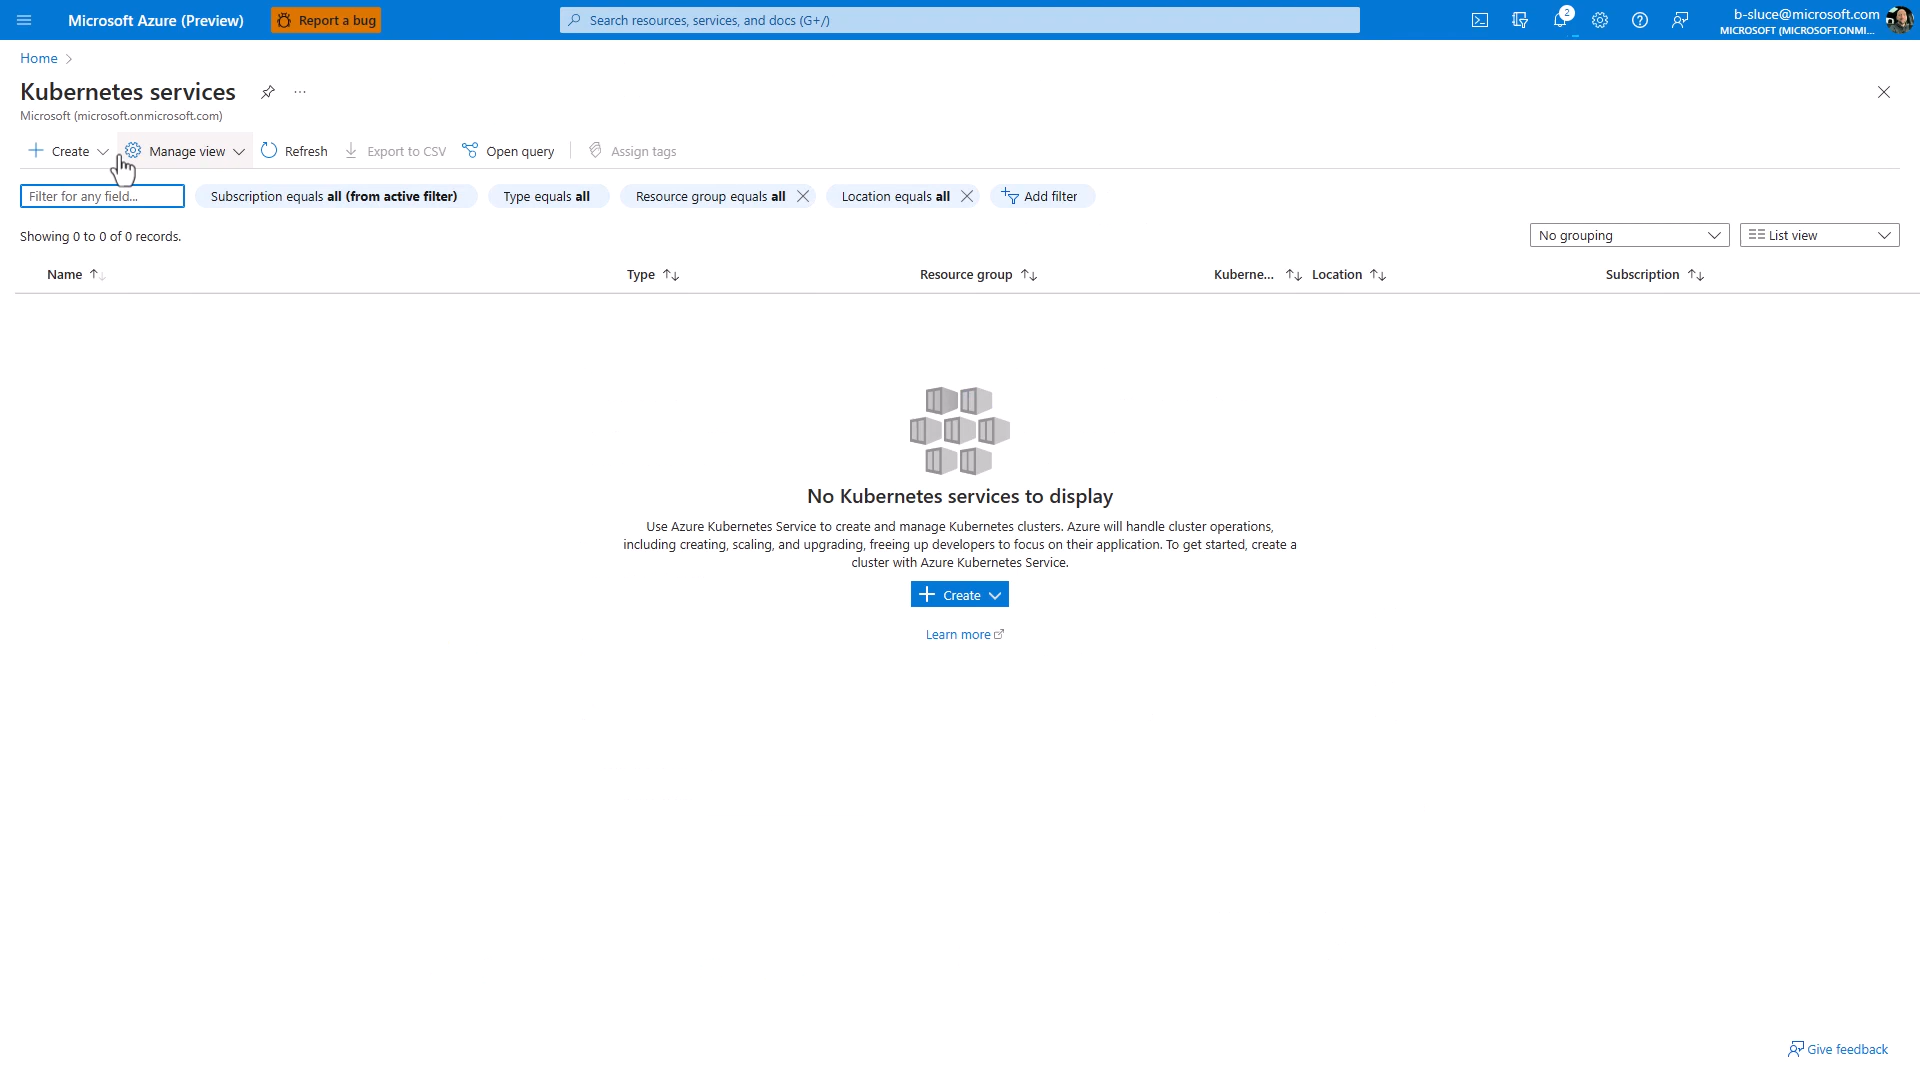 Microsoft Azure (Preview)
Report a bug
Search resources, services, and docs (G+/)
2
b-sluce@microsoft.com
MICROSOFT (MICROSOFT.ONMI...
Home
Kubernetes services
...
Microsoft (microsoft.onmicrosoft.com)
Create
Manage view
Refresh
Export to CSV
Open query
Assign tags
Filter for any field...
Subscription equals all (from active filter)
Type equals all
Resource group equals all
Location equals all
Add filter
Showing 0 to 0 of 0 records.
No grouping
List view
Name
Type
Resource group
Kuberne...
Location
Subscription
No Kubernetes services to display
Use Azure Kubernetes Service to create and manage Kubernetes clusters. Azure will handle cluster operations,
including creating, scaling, and upgrading, freeing up developers to focus on their application. To get started, create a
cluster with Azure Kubernetes Service.
Create
Learn more
Give feedback